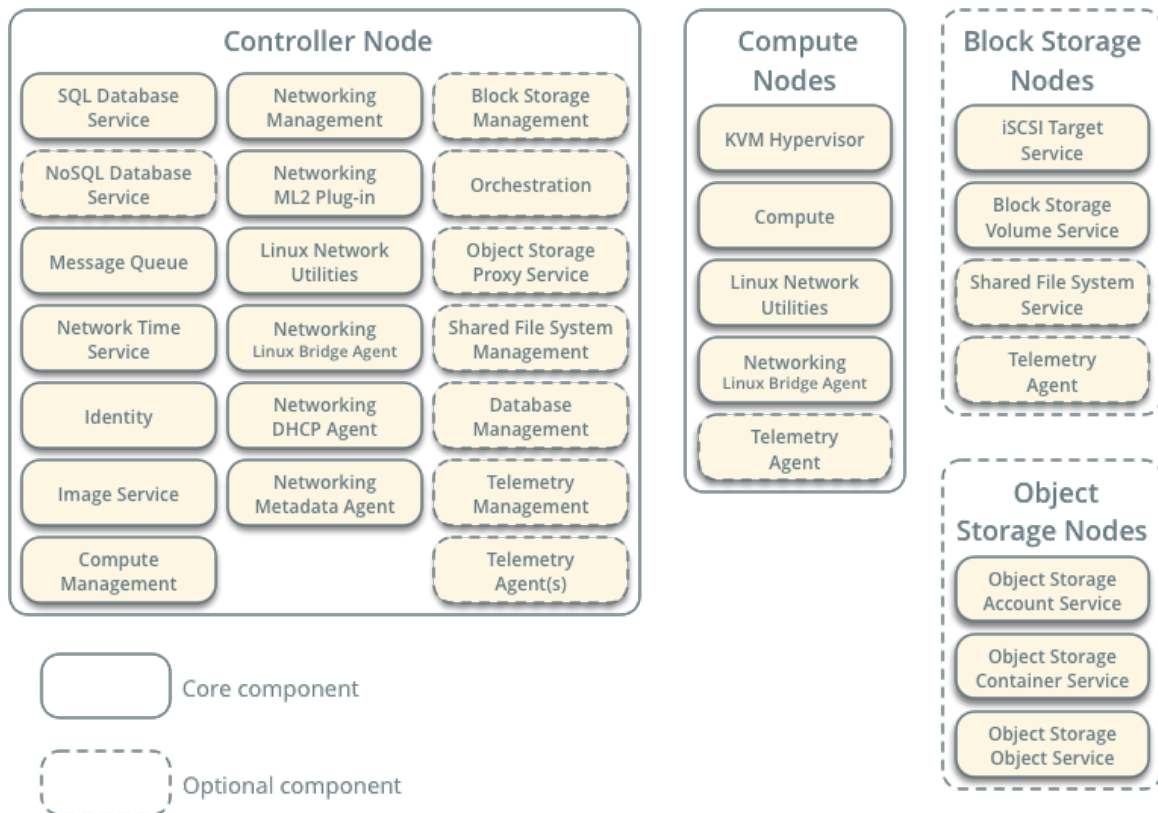 Controller Node
SQL Database
Service
NoSQL Database
Service
Message Queue
Network Time
Service
Identity
Image Service
Compute
Management
Networking
Management
Networking
ML2 Plug-in
Linux Network
Utilities
Networking
Linux Bridge Agent
Networking
DHCP Agent
Networking
Metadata Agent
Block Storage
Management
Orchestration
Object Storage
Proxy Service
Shared File System
Management
Database
Management
Telemetry
Management
Telemetry
Agent(s)
Compute
Nodes
KVM Hypervisor
Compute
Linux Network
Utilities
Networking
Linux Bridge Agent
Telemetry
Agent
Block Storage
Nodes
iSCSI Target
Service
Block Storage
Volume Service
Shared File System
Service
Telemetry
Agent
Object
Storage Nodes
Object Storage
Account Service
Object Storage
Container Service
Object Storage
Object Service
Core component
Optional component